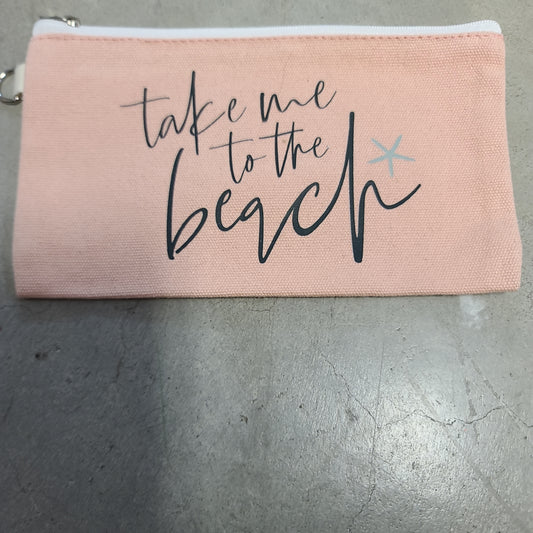 take me
to the
beach